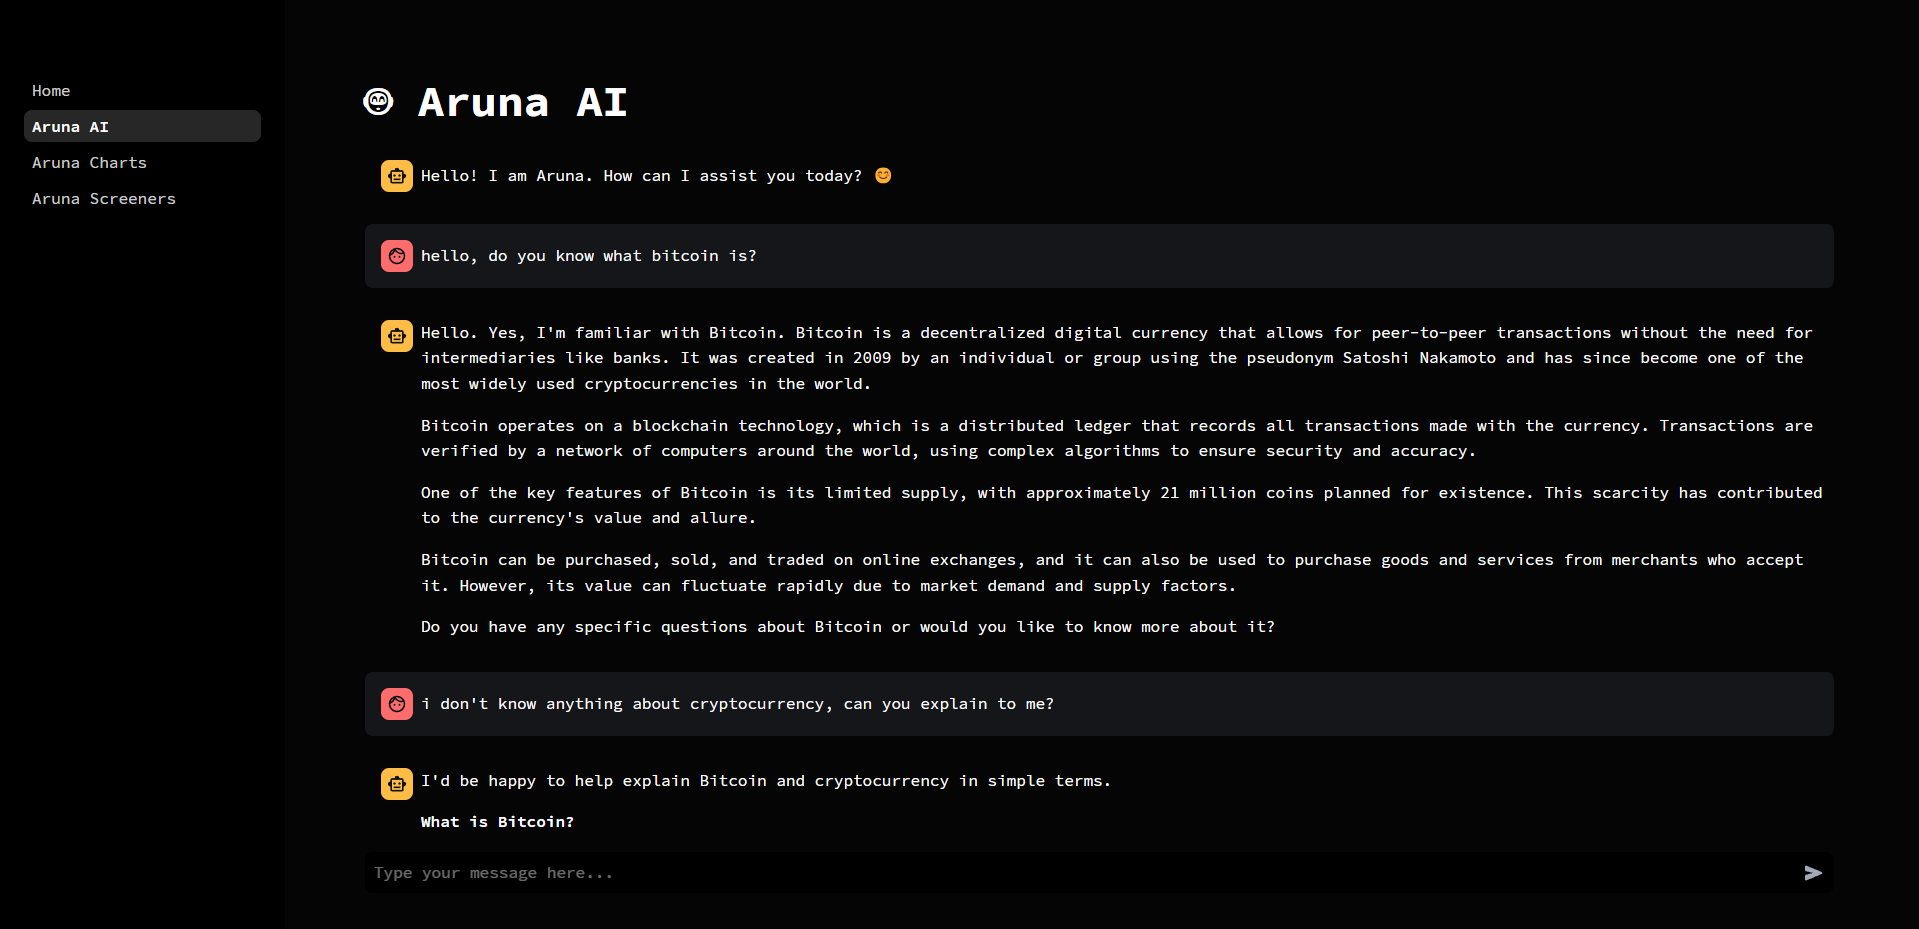 Home
Aruna AI
Aruna Charts
Aruna Screeners
Aruna AI
Hello! I am Aruna. How can I assist you today? 😊
hello, do you know what bitcoin is?
Hello. Yes, I'm familiar with Bitcoin. Bitcoin is a decentralized digital currency that allows for peer-to-peer transactions without the need for
intermediaries like banks. It was created in 2009 by an individual or group using the pseudonym Satoshi Nakamoto and has since become one of the
most widely used cryptocurrencies in the world.
Bitcoin operates on a blockchain technology, which is a distributed ledger that records all transactions made with the currency. Transactions are
verified by a network of computers around the world, using complex algorithms to ensure security and accuracy.
One of the key features of Bitcoin is its limited supply, with approximately 21 million coins planned for existence. This scarcity has contributed
to the currency's value and allure.
Bitcoin can be purchased, sold, and traded on online exchanges, and it can also be used to purchase goods and services from merchants who accept
it. However, its value can fluctuate rapidly due to market demand and supply factors.
Do you have any specific questions about Bitcoin or would you like to know more about it?
i don't know anything about cryptocurrency, can you explain to me?
I'd be happy to help explain Bitcoin and cryptocurrency in simple terms.
What is Bitcoin?
Type your message here...